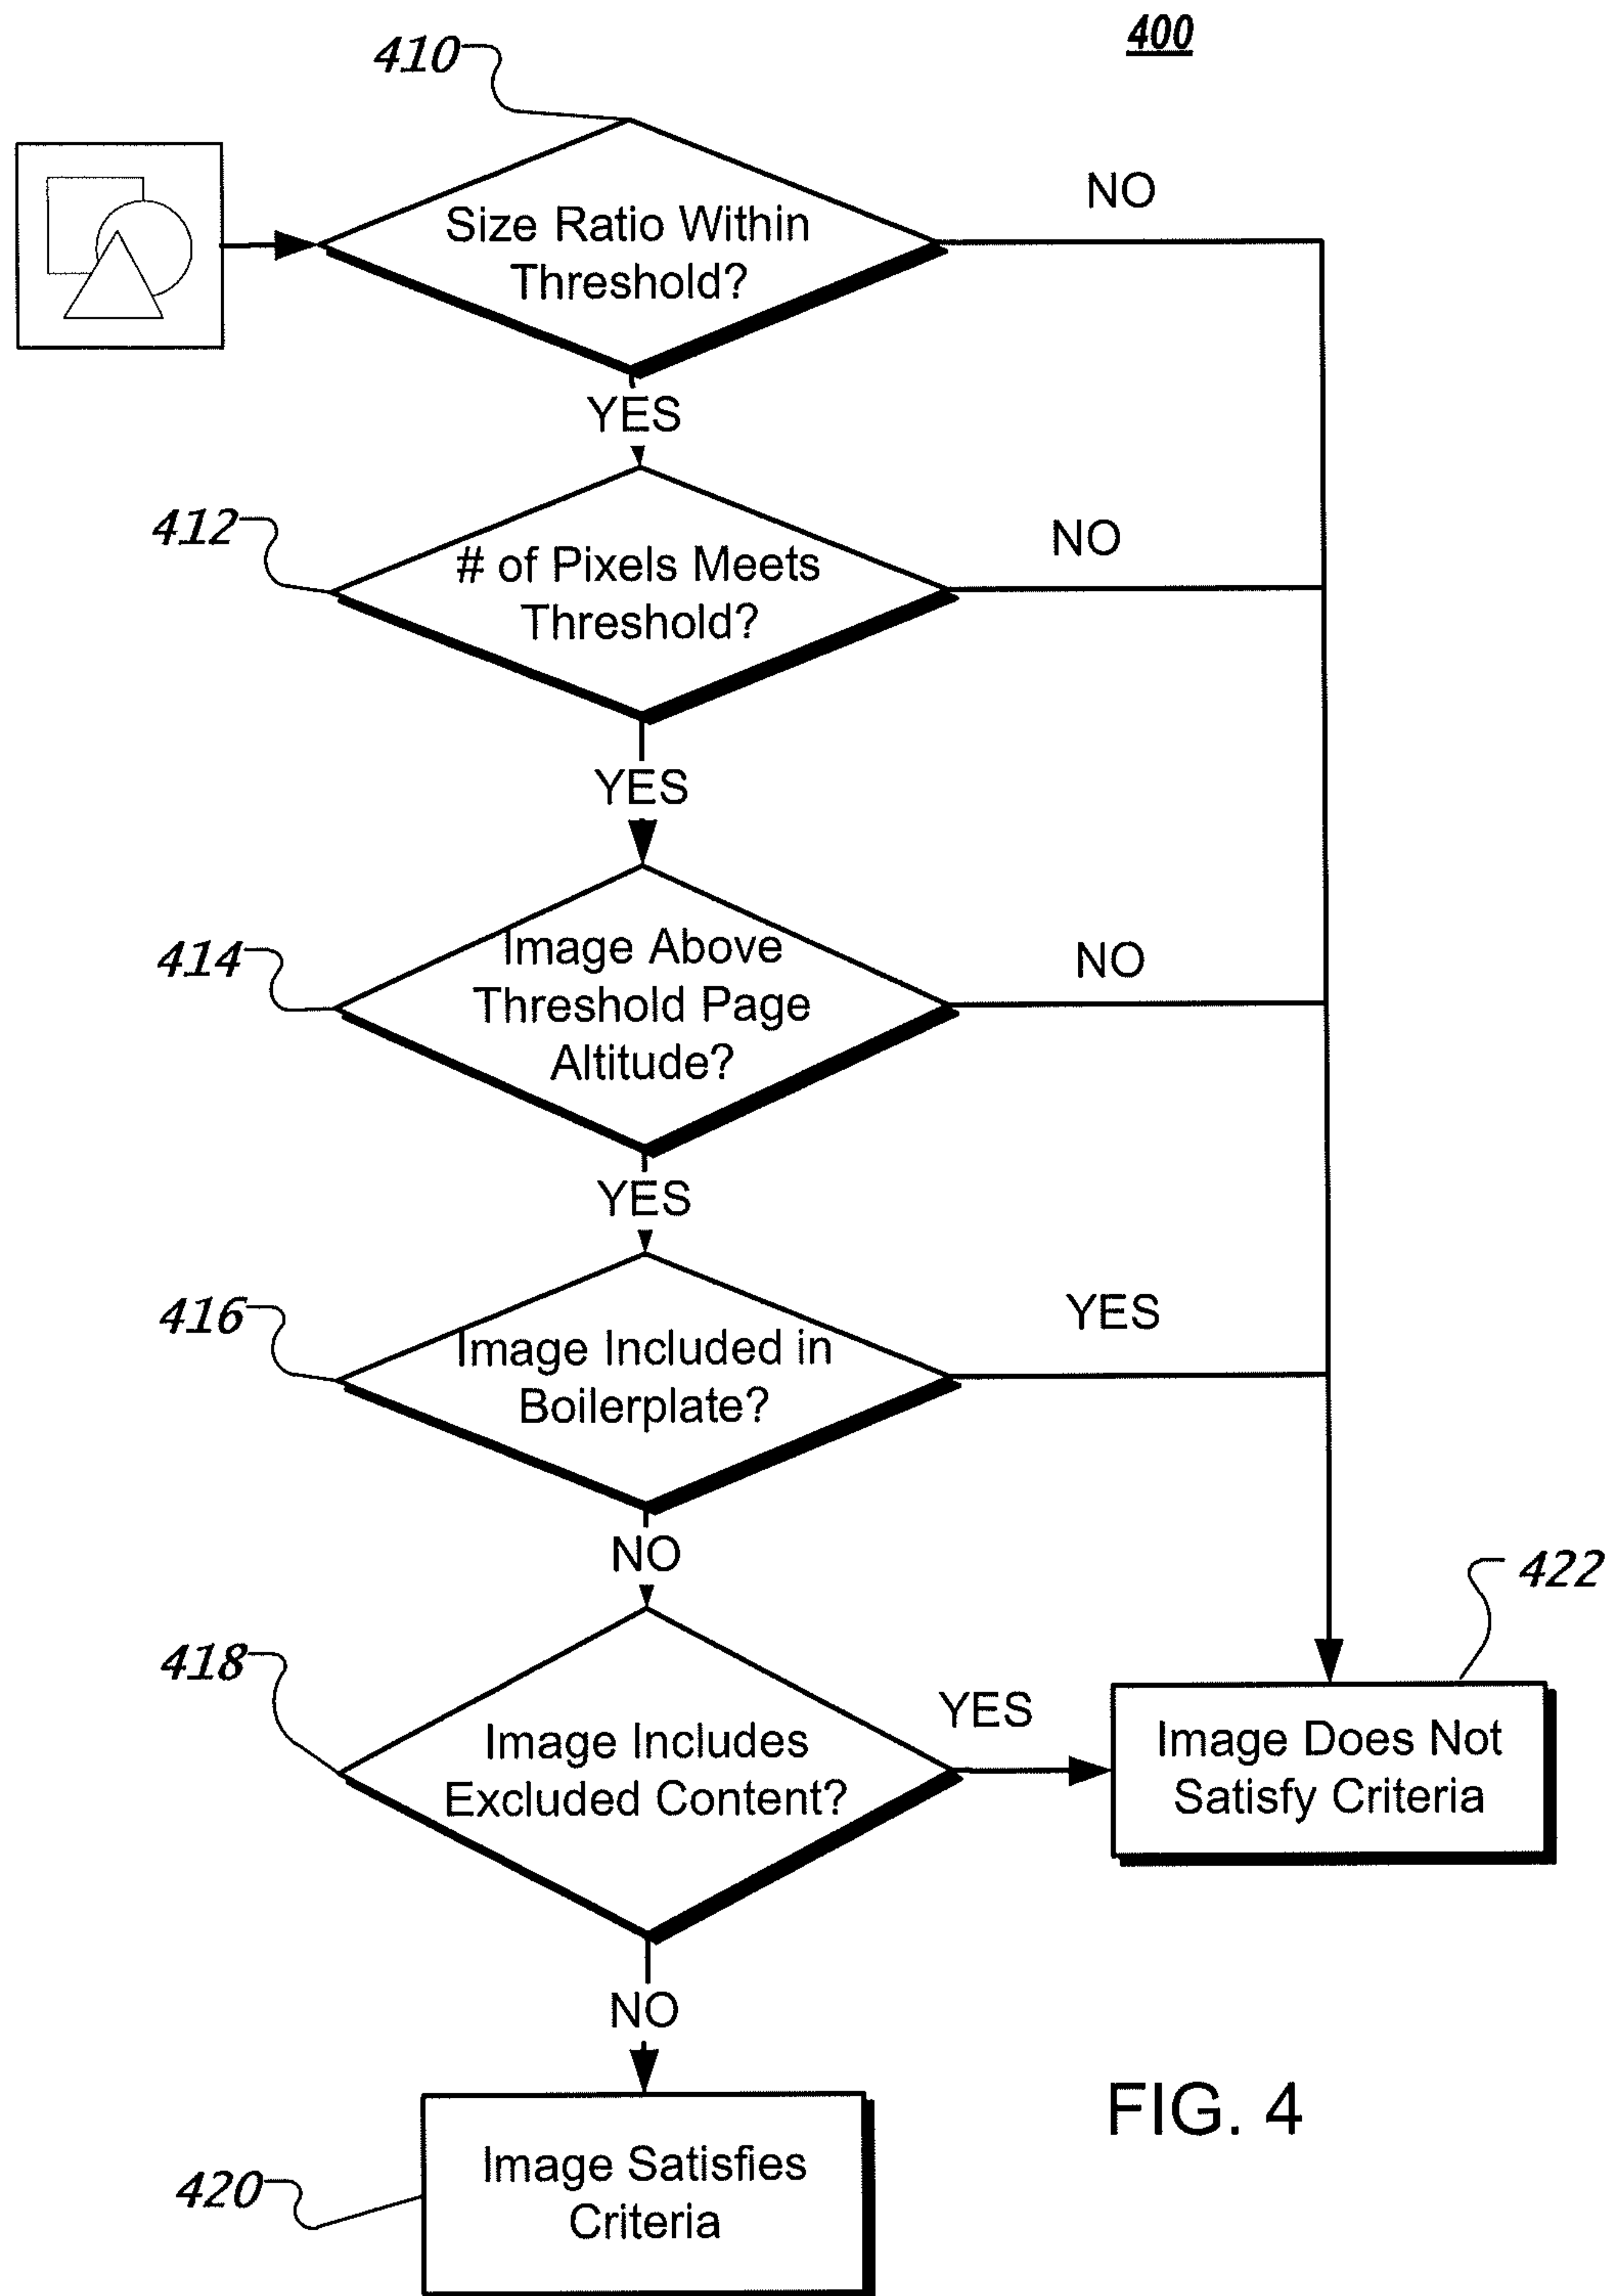 400
410
Size Ratio Within
Threshold?
NO
YES
412
# of Pixels Meets
Threshold?
NO
YES
414
Image Above
Threshold Page
Altitude?
NO
YES
416
Image Included in
Boilerplate?
YES
NO
418
Image Includes
Excluded Content?
YES
422
Image Does Not
Satisfy Criteria
NO
420
Image Satisfies
Criteria
FIG. 4